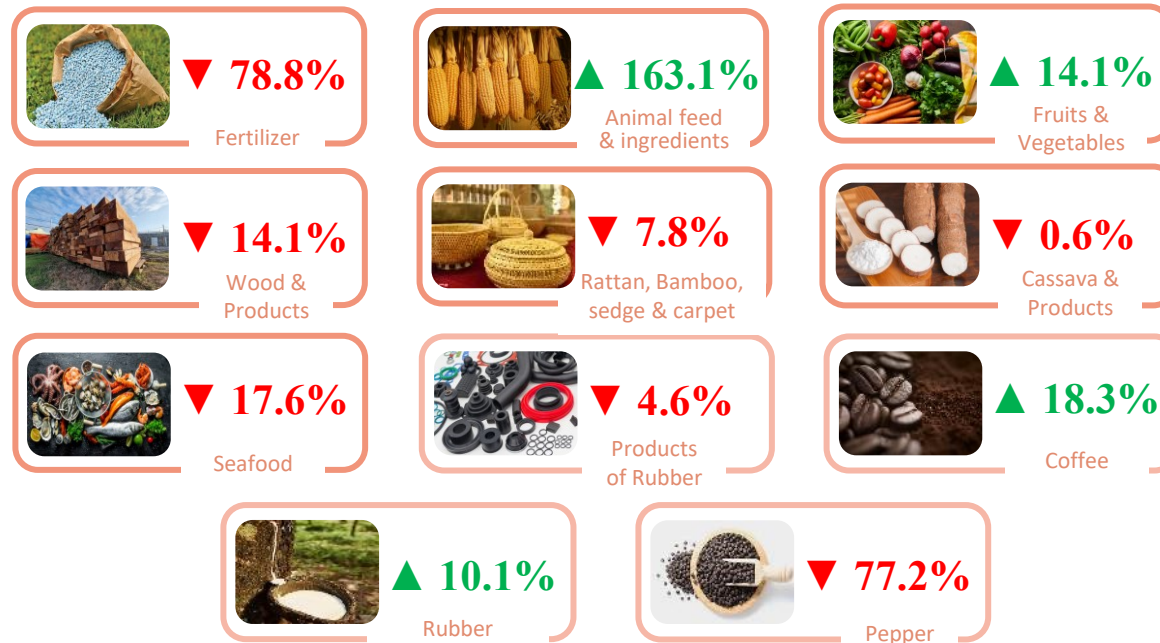 ▼ 78.8%
Fertilizer
▲ 163.1%
Animal feed
& ingredients
▲ 14.1%
Fruits &
Vegetables
▼ 14.1%
Wood &
Products
▼ 7.8%
Rattan, Bamboo,
sedge & carpet
▼ 0.6%
Cassava &
Products
▼ 17.6%
Seafood
▼ 4.6%
Products
of Rubber
▲ 18.3%
Coffee
▲ 10.1%
Rubber
▼ 77.2%
Pepper